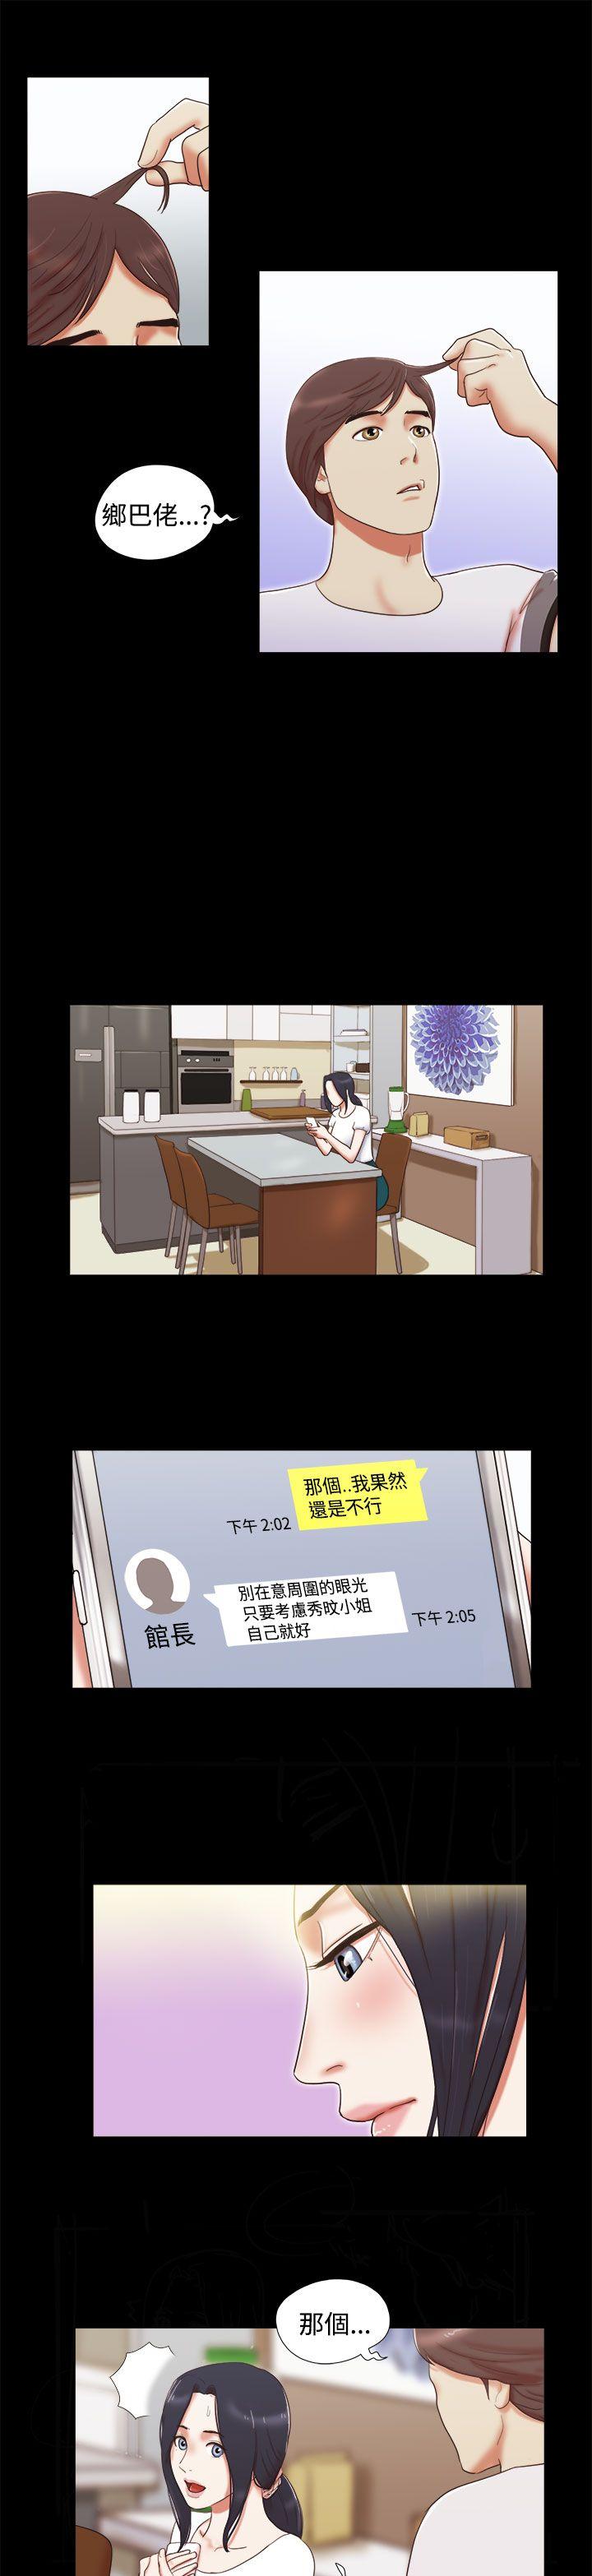 鄉巴佬...?
那個..我果然
還是不行
下午 2:02
別在意周圍的眼光
只要考慮秀旼小姐
自己就好
下午 2:05
館長
那個...